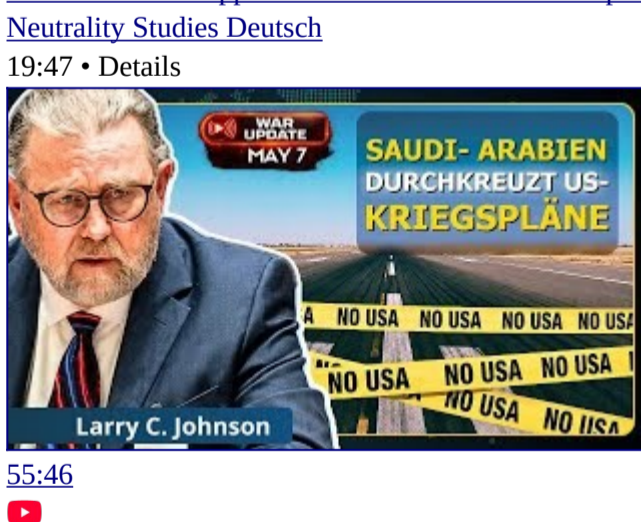 Neutrality Studies Deutsch
19:47 • Details
WAR
UPDATE
MAY 7
SAUDI- ARABIEN
DURCHKREUZT US-
KRIEGSPLÄNE
NO USA NO USA NO USA NO USA
NO USA NO USA NO USA
NO USA NO USA
Larry C. Johnson
55:46